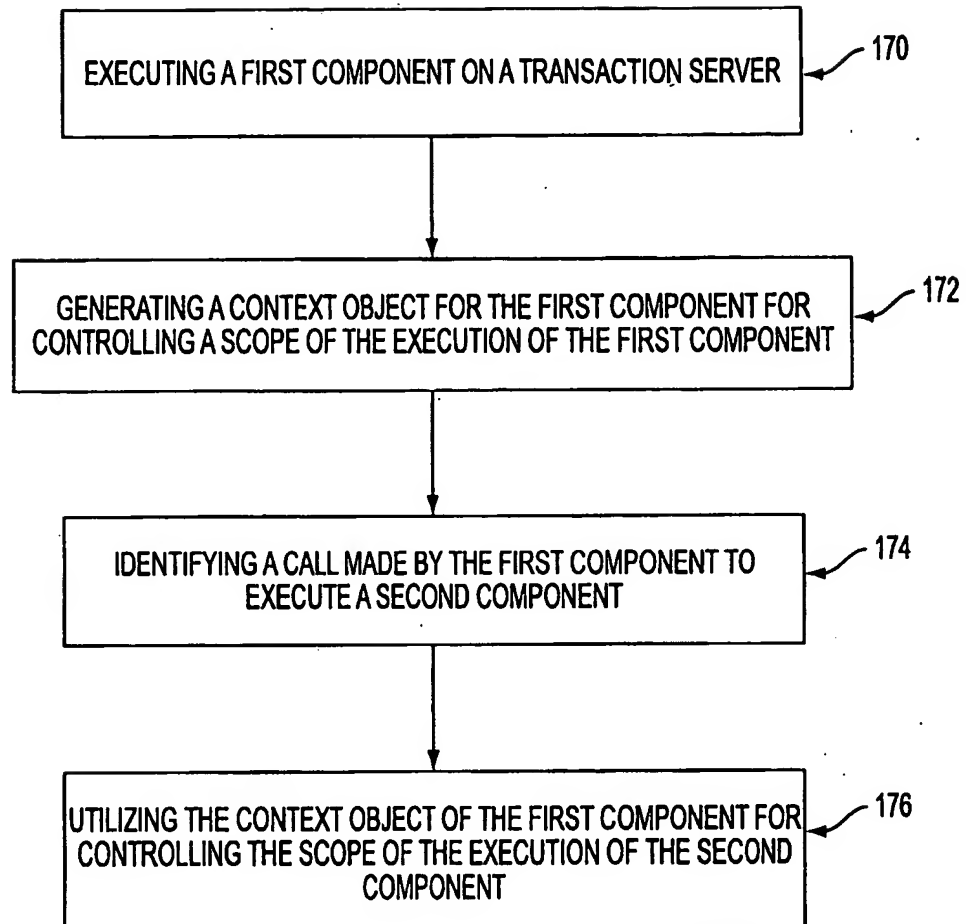 EXECUTING A FIRST COMPONENT ON A TRANSACTION SERVER
170
GENERATING A CONTEXT OBJECT FOR THE FIRST COMPONENT FOR
CONTROLLING A SCOPE OF THE EXECUTION OF THE FIRST COMPONENT
172
IDENTIFYING A CALL MADE BY THE FIRST COMPONENT TO
EXECUTE A SECOND COMPONENT
174
UTILIZING THE CONTEXT OBJECT OF THE FIRST COMPONENT FOR
CONTROLLING THE SCOPE OF THE EXECUTION OF THE SECOND
COMPONENT
176